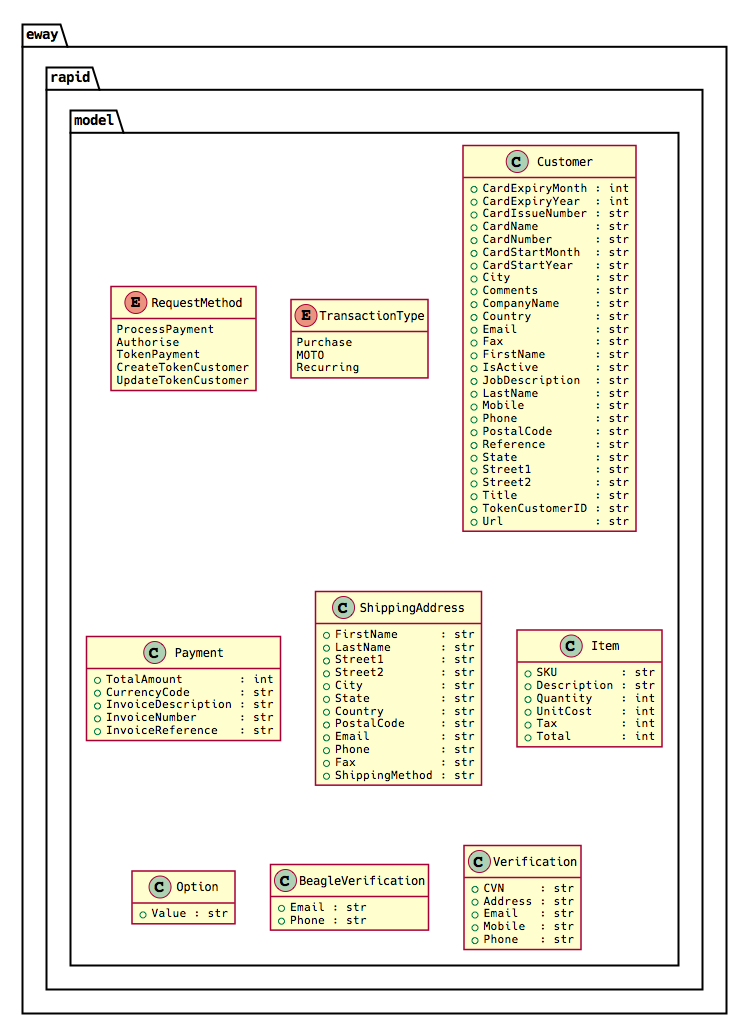 eway
rapid
model
C Customer
CardExpiryMonth : int
CardExpiryYear : int
CardIssueNumber : str
CardName : str
CardNumber : str
CardStartMonth : str
CardStartYear : str
City : str
Comments : str
CompanyName : str
Country : str
Email : str
Fax : str
FirstName : str
IsActive : str
JobDescription : str
LastName : str
Mobile : str
Phone : str
PostalCode : str
Reference : str
State : str
Street1 : str
Street2 : str
Title : str
TokenCustomerID : str
Url : str
E RequestMethod
ProcessPayment
Authorise
TokenPayment
CreateTokenCustomer
UpdateTokenCustomer
E TransactionType
Purchase
MOTO
Recurring
C Payment
TotalAmount : int
CurrencyCode : str
InvoiceDescription : str
InvoiceNumber : str
InvoiceReference : str
C ShippingAddress
FirstName : str
LastName : str
Street1 : str
Street2 : str
City : str
State : str
Country : str
PostalCode : str
Email : str
Phone : str
Fax : str
ShippingMethod : str
C Item
SKU : str
Description : str
Quantity : int
UnitCost : int
Tax : int
Total : int
C Option
Value : str
C BeagleVerification
Email : str
Phone : str
C Verification
CVN : str
Address : str
Email : str
Mobile : str
Phone : str